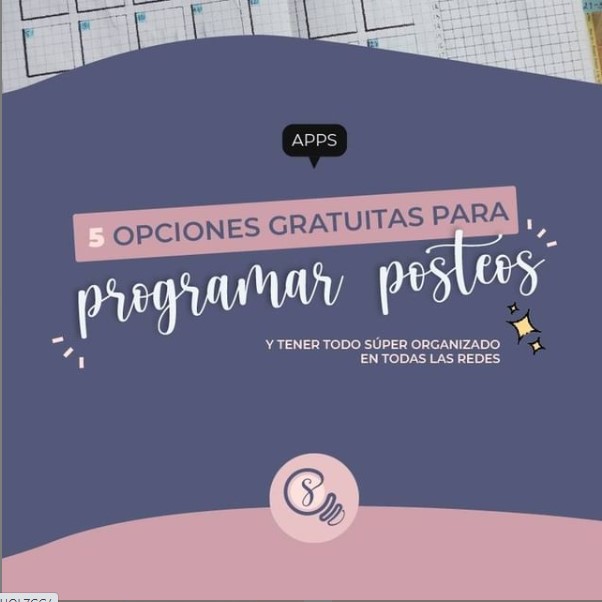 APPS
5 OPCIONES GRATUITAS PARA
programar posteos
Y TENER TODO SÚPER ORGANIZADO
EN TODAS LAS REDES
S